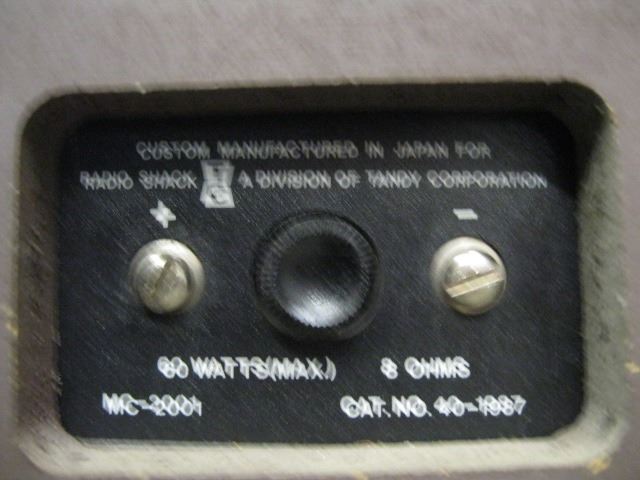 CUSTOM MANUFACTURED IN JAPAN FOR
RADIO SHACK A DIVISION OF TANDY CORPORATION
+ -
60 WATTS(MAX.) 8 OHMS
MC-2001 CAT. NO. 40-1987